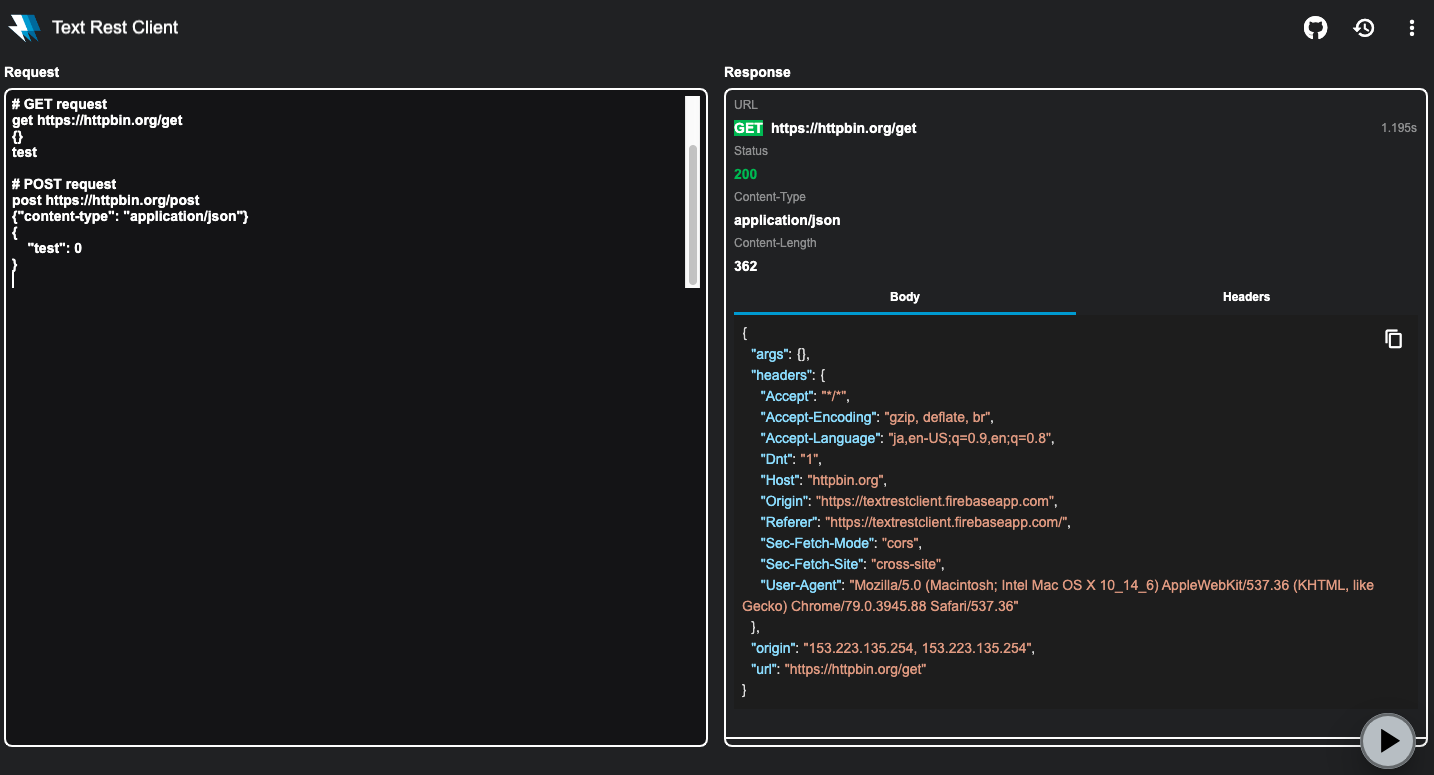 Text Rest Client
Request
# GET request
get https://httpbin.org/get
{}
test
# POST request
post https://httpbin.org/post
{"content-type": "application/json"}
{
"test": 0
}
Response
URL
GET https://httpbin.org/get 1.195s
Status
200
Content-Type
application/json
Content-Length
362
Body Headers
{
"args": {},
"headers": {
"Accept": "*/*",
"Accept-Encoding": "gzip, deflate, br",
"Accept-Language": "ja,en-US;q=0.9,en;q=0.8",
"Dnt": "1",
"Host": "httpbin.org",
"Origin": "https://textrestclient.firebaseapp.com",
"Referer": "https://textrestclient.firebaseapp.com/",
"Sec-Fetch-Mode": "cors",
"Sec-Fetch-Site": "cross-site",
"User-Agent": "Mozilla/5.0 (Macintosh; Intel Mac OS X 10_14_6) AppleWebKit/537.36 (KHTML, like
Gecko) Chrome/79.0.3945.88 Safari/537.36"
},
"origin": "153.223.135.254, 153.223.135.254",
"url": "https://httpbin.org/get"
}